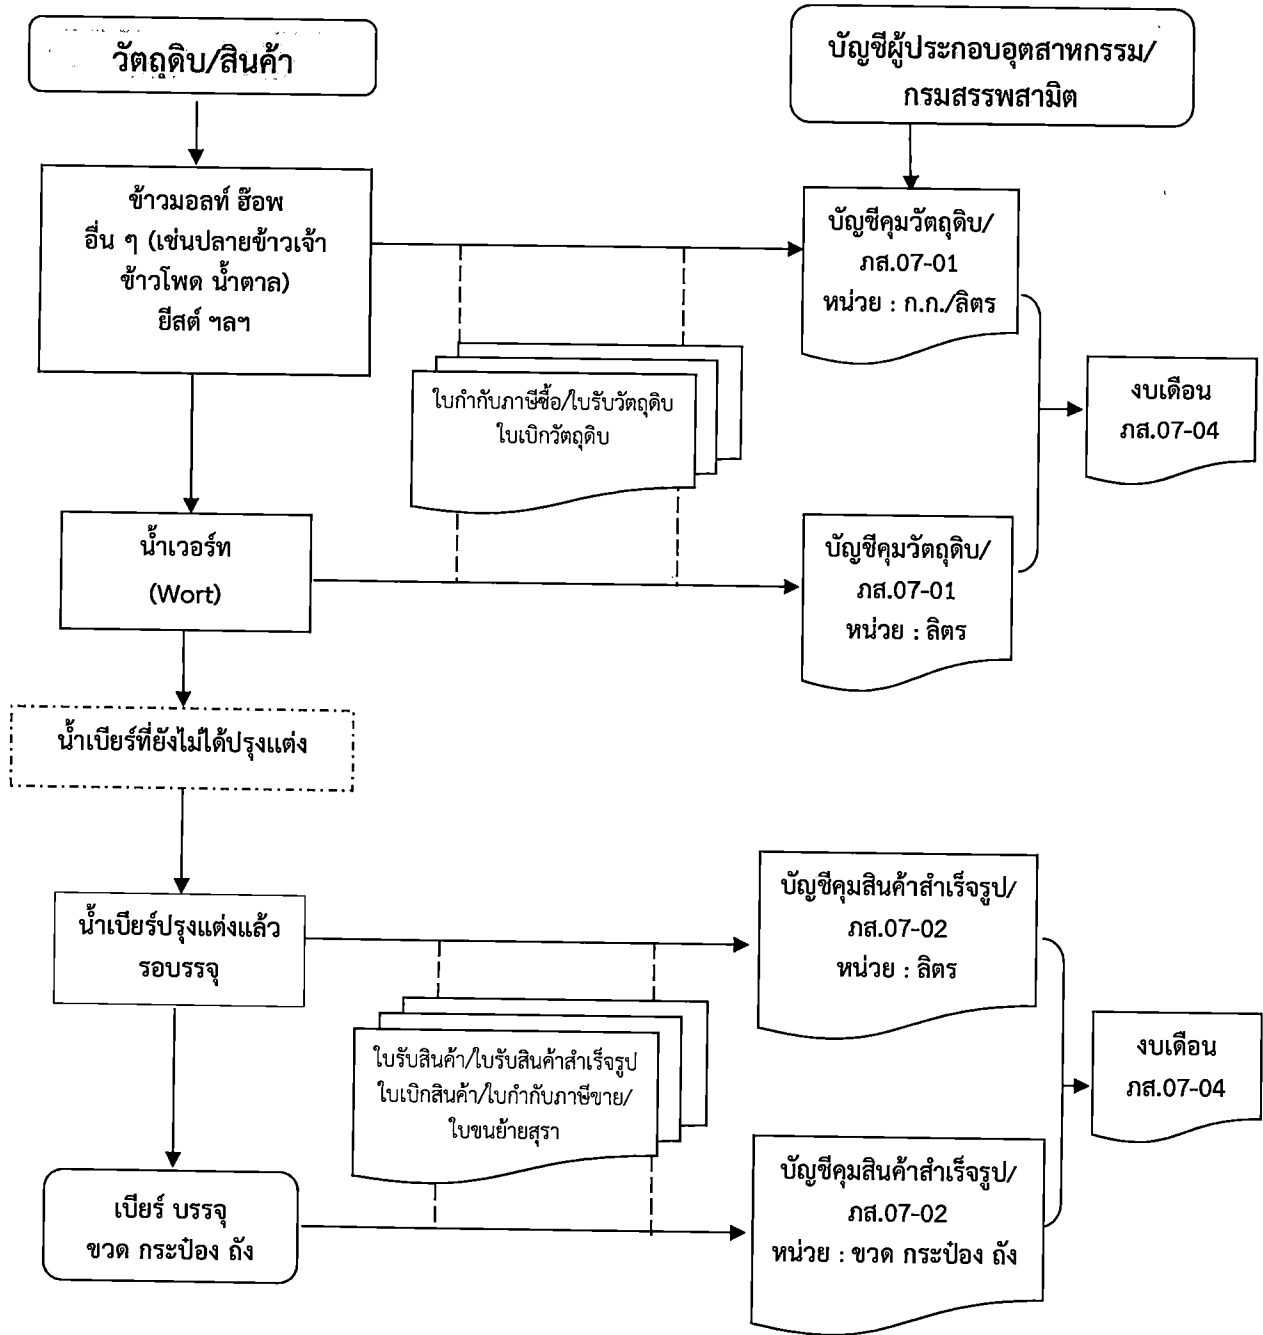 วัตถุดิบ/สินค้า
บัญชีผู้ประกอบอุตสาหกรรม/
กรมสรรพสามิต
ข้าวมอลท์ ฮ๊อพ
อื่น ๆ (เช่นปลายข้าวเจ้า
ข้าวโพด น้ำตาล)
ยีสต์ ฯลฯ
บัญชีคุมวัตถุดิบ/
ภส.07-01
หน่วย : ก.ก./ลิตร
ใบกำกับภาษีซื้อ/ใบรับวัตถุดิบ
ใบเบิกวัตถุดิบ
งบเดือน
ภส.07-04
น้ำเวอร์ท
(Wort)
บัญชีคุมวัตถุดิบ/
ภส.07-01
หน่วย : ลิตร
น้ำเบียร์ที่ยังไม่ได้ปรุงแต่ง
น้ำเบียร์ปรุงแต่งแล้ว
รอบรรจุ
บัญชีคุมสินค้าสำเร็จรูป/
ภส.07-02
หน่วย : ลิตร
ใบรับสินค้า/ใบรับสินค้าสำเร็จรูป
ใบเบิกสินค้า/ใบกำกับภาษีขาย/
ใบขนย้ายสุรา
งบเดือน
ภส.07-04
เบียร์ บรรจุ
ขวด กระป๋อง ถัง
บัญชีคุมสินค้าสำเร็จรูป/
ภส.07-02
หน่วย : ขวด กระป๋อง ถัง